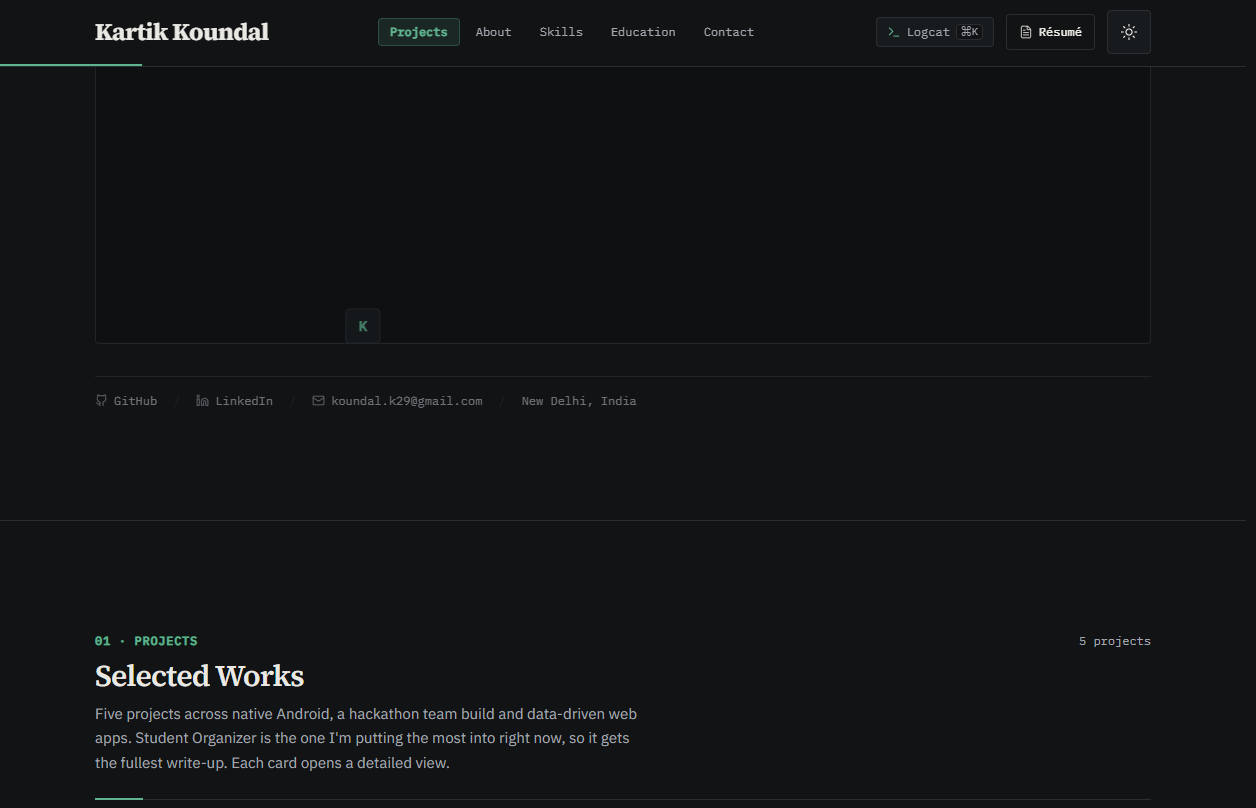 Kartik Koundal
Projects About Skills Education Contact
>_ Logcat ⌘K Résumé
K
GitHub / LinkedIn / koundal.k29@gmail.com / New Delhi, India
01 · PROJECTS
5 projects
Selected Works
Five projects across native Android, a hackathon team build and data-driven web
apps. Student Organizer is the one I'm putting the most into right now, so it gets
the fullest write-up. Each card opens a detailed view.